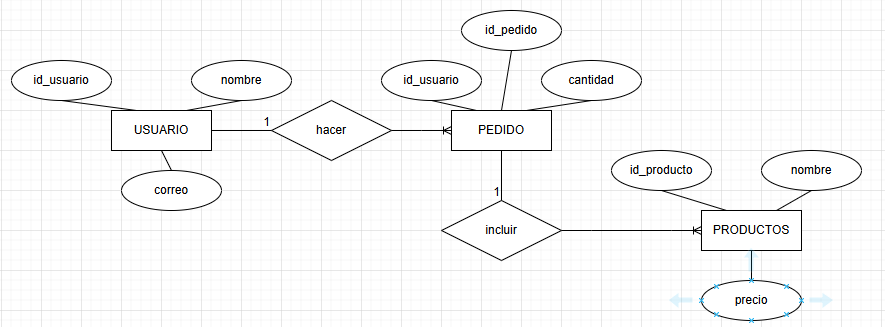 id_pedido
id_usuario
nombre
id_usuario
cantidad
USUARIO
1
hacer
PEDIDO
correo
id_producto
nombre
1
incluir
PRODUCTOS
precio